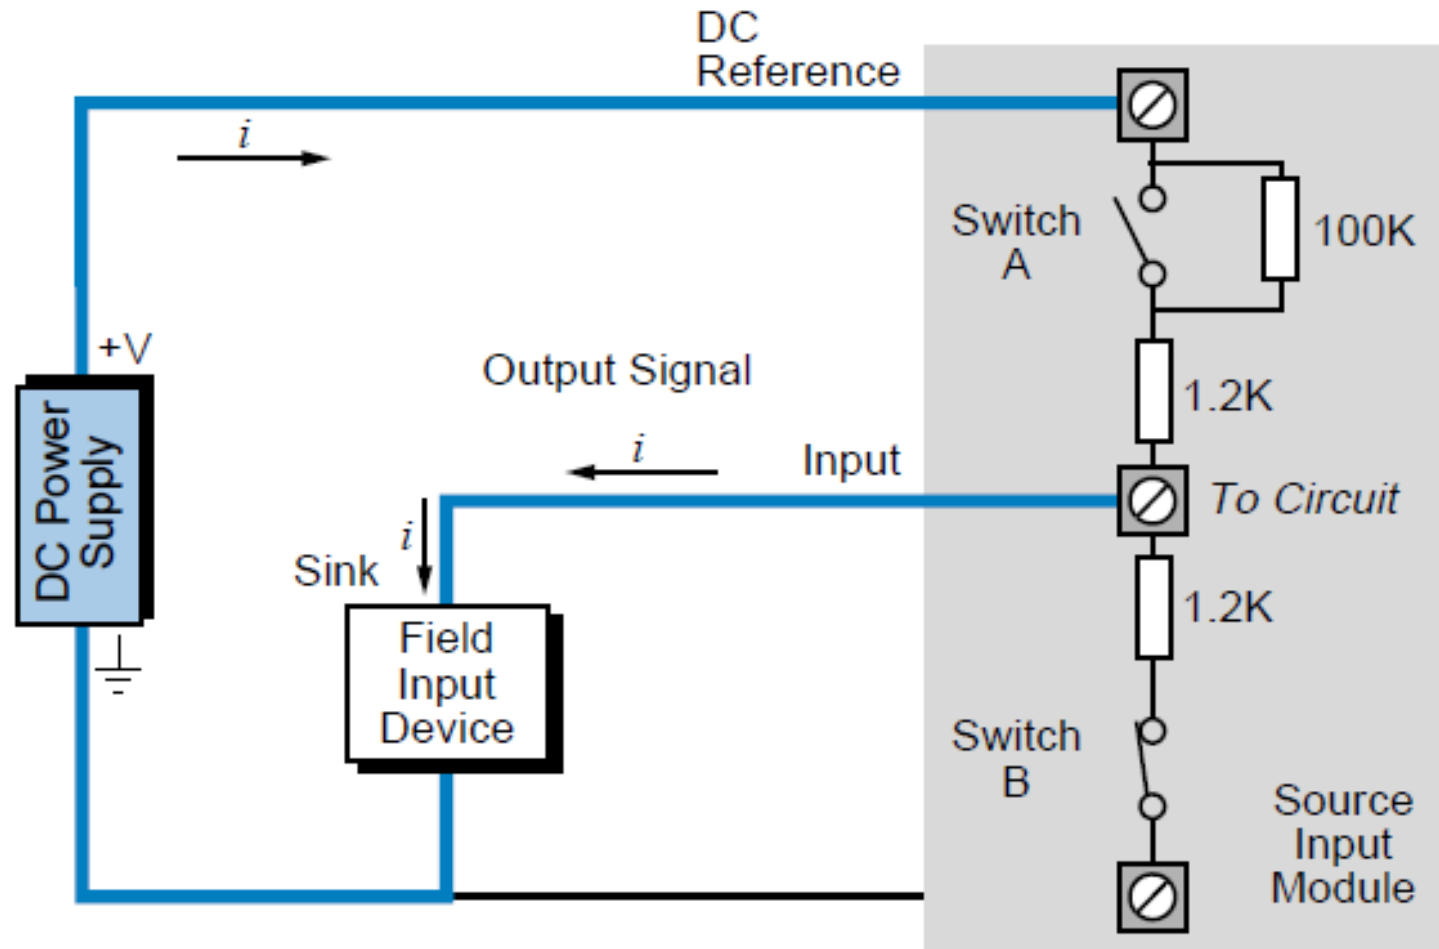 DC
Reference
i
Switch
A
100K
+V
Output Signal
1.2K
i
Input
To Circuit
DC Power
Supply
i
Sink
1.2K
Field
Input
Device
Switch
B
Source
Input
Module